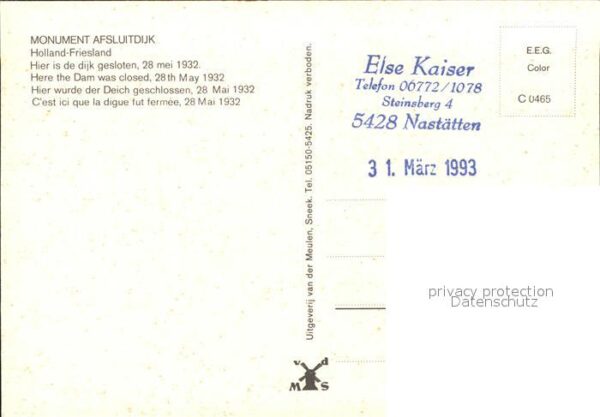 MONUMENT AFSLUITDIJK
Holland-Friesland
Hier is de dijk gesloten, 28 mei 1932.
Here the Dam was closed, 28th May 1932
Hier wurde der Deich geschlossen, 28 Mai 1932
C'est ici que la digue fut fermée, 28 Mai 1932
Uitgeverij van der Meulen, Sneek. Tel. 05150-5425. Nadruk verboden.
v d
M S
Else Kaiser
Telefon 06772/1078
Steinsberg 4
5428 Nastätten
31. März 1993
E.E.G.
Color
C 0465
privacy protection
Datenschutz